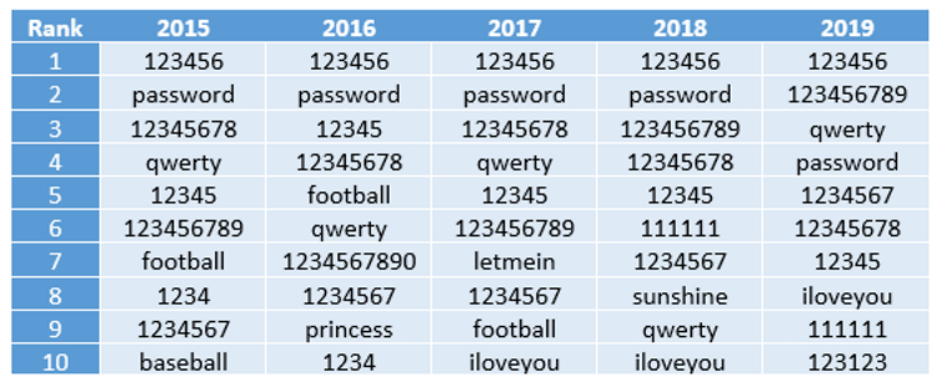 Rank 2015 2016 2017 2018 2019
1 123456 123456 123456 123456 123456
2 password password password password 123456789
3 12345678 12345 12345678 123456789 qwerty
4 qwerty 12345678 qwerty 12345678 password
5 12345 football 12345 12345 1234567
6 123456789 qwerty 123456789 111111 12345678
7 football 1234567890 letmein 1234567 12345
8 1234 1234567 1234567 sunshine iloveyou
9 1234567 princess football qwerty 111111
10 baseball 1234 iloveyou iloveyou 123123